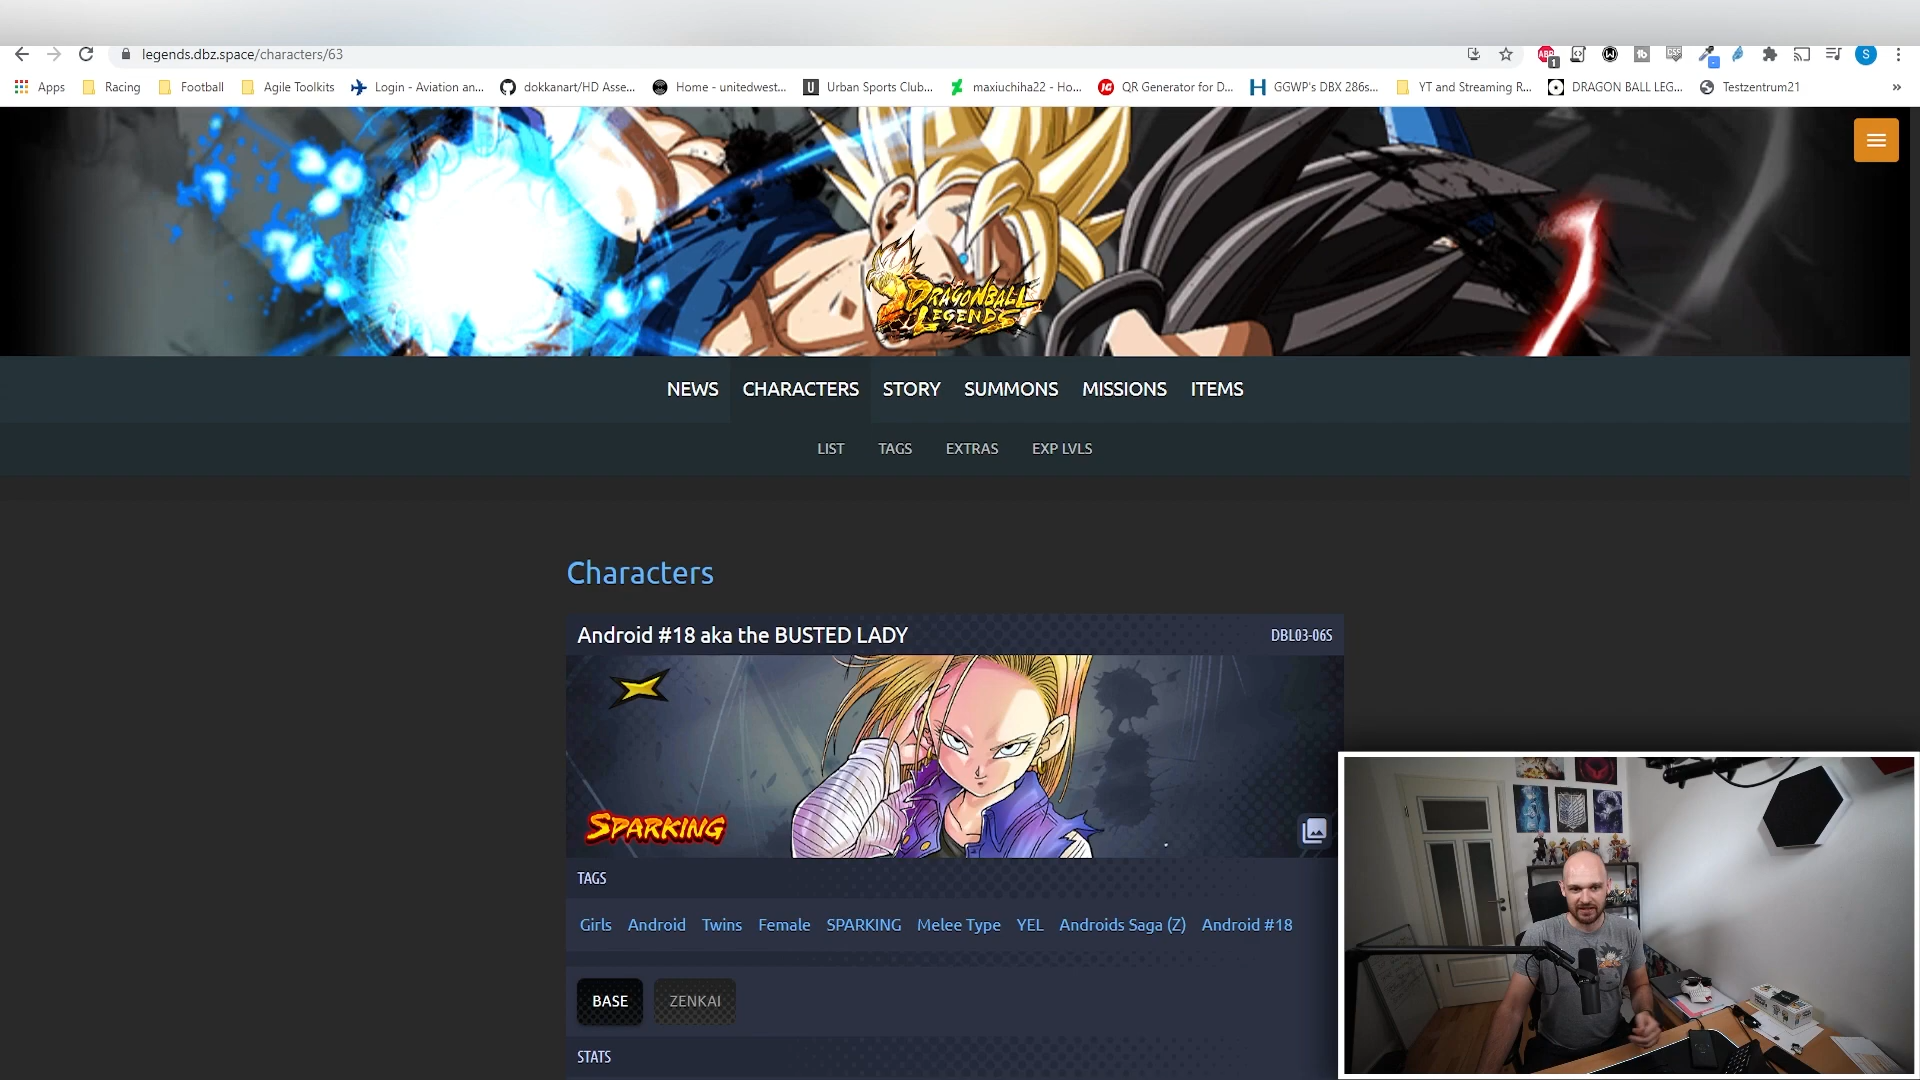 legends.dbz.space/characters/63
ABP
1
CSS
S
Apps Racing Football Agile Toolkits Login - Aviation an... dokkanart/HD Asse... Home - unitedwest... U Urban Sports Club... maxiuchiha22 - Ho... QR Generator for D... H GGWP's DBX 286s... YT and Streaming R... DRAGON BALL LEG... Testzentrum21 »
DRAGONBALL
LEGENDS
NEWS CHARACTERS STORY SUMMONS MISSIONS ITEMS
LIST TAGS EXTRAS EXP LVLS
Characters
Android #18 aka the BUSTED LADY DBL03-06S
SPARKING
TAGS
Girls Android Twins Female SPARKING Melee Type YEL Androids Saga (Z) Android #18
BASE ZENKAI
STATS